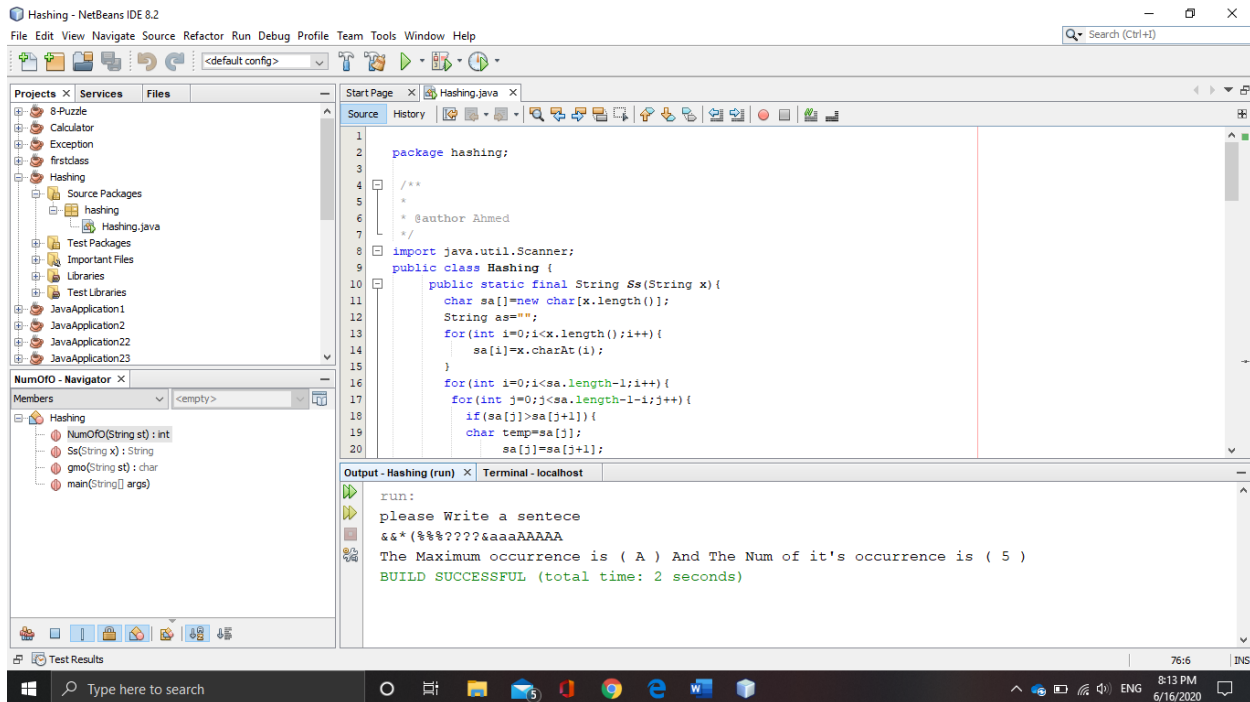 Hashing - NetBeans IDE 8.2
File Edit View Navigate Source Refactor Run Debug Profile Team Tools Window Help
Search (Ctrl+I)
<default config>
Projects Services Files
8-Puzzle
Calculator
Exception
firstclass
Hashing
Source Packages
hashing
Hashing.java
Test Packages
Important Files
Libraries
Test Libraries
JavaApplication1
JavaApplication2
JavaApplication22
JavaApplication23
NumOfO - Navigator
Members <empty>
Hashing
NumOfO(String st) : int
Ss(String x) : String
gmo(String st) : char
main(String[] args)
Start Page Hashing.java
Source History
1
2 package hashing;
3
4 /**
5 *
6 * @author Ahmed
7 */
8 import java.util.Scanner;
9 public class Hashing {
10 public static final String Ss(String x){
11 char sa[]=new char[x.length()];
12 String as="";
13 for(int i=0;i<x.length();i++){
14 sa[i]=x.charAt(i);
15 }
16 for(int i=0;i<sa.length-1;i++){
17 for(int j=0;j<sa.length-1-i;j++){
18 if(sa[j]>sa[j+1]){
19 char temp=sa[j];
20 sa[j]=sa[j+1];
Output - Hashing (run) Terminal - localhost
run:
please Write a sentece
&&*(%%%????&aaaAAAAA
The Maximum occurrence is ( A ) And The Num of it's occurrence is ( 5 )
BUILD SUCCESSFUL (total time: 2 seconds)
Test Results
76:6 INS
Type here to search
5
W
ENG
8:13 PM
6/16/2020